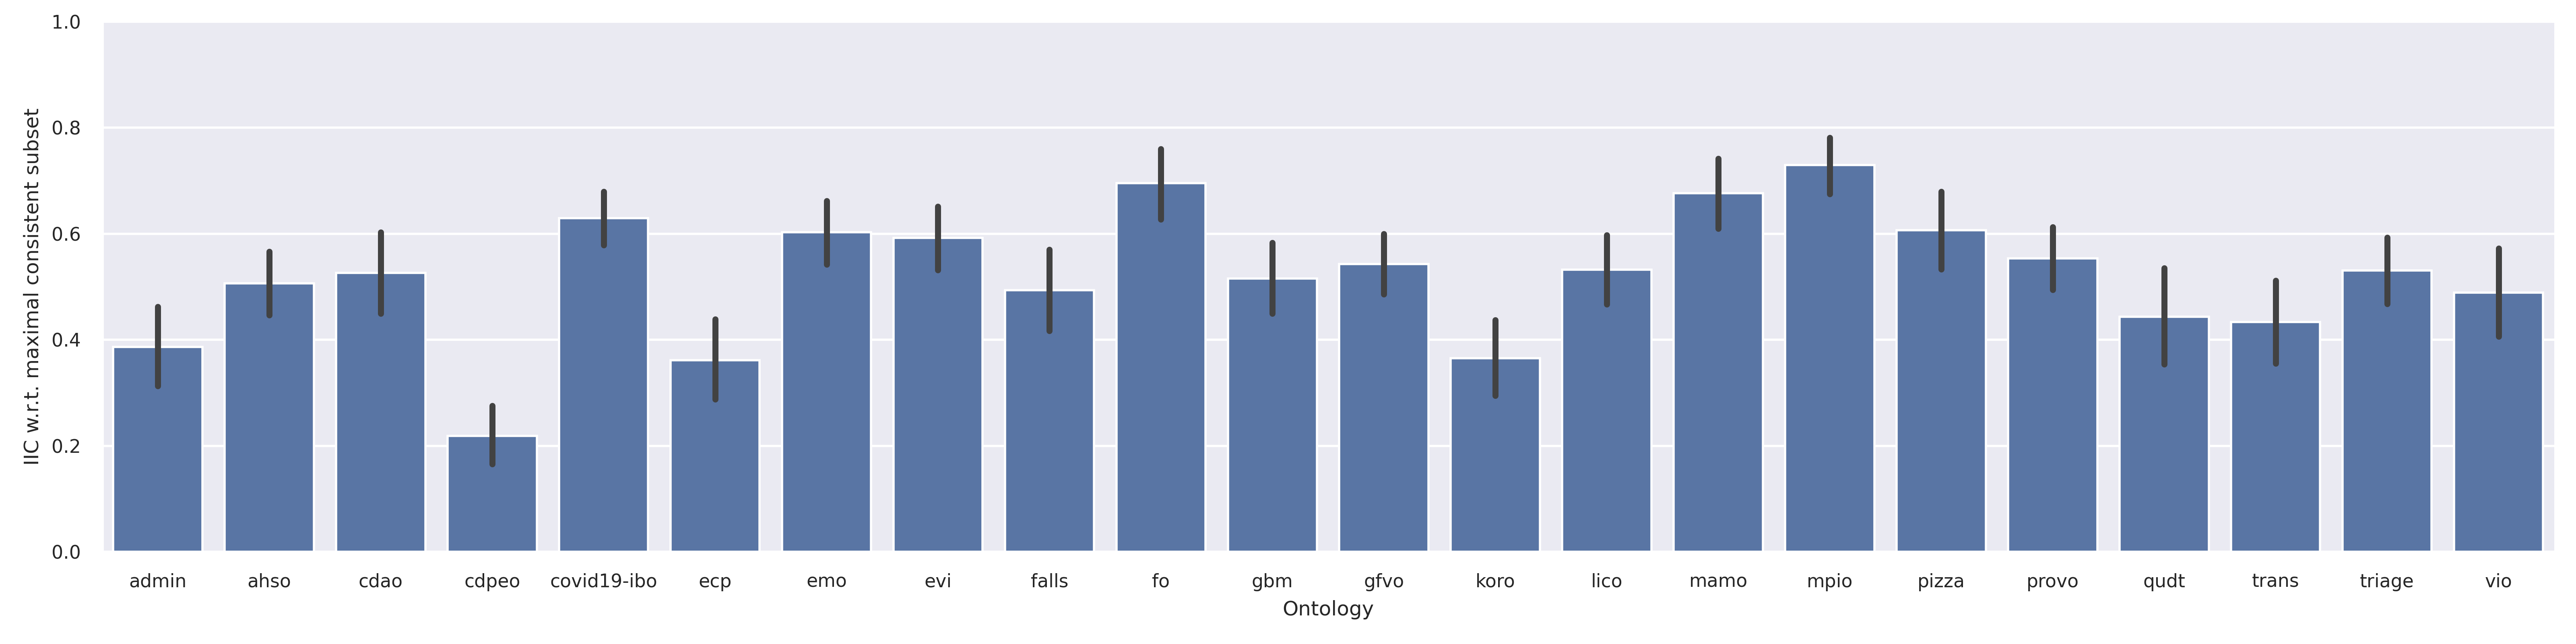 IIC w.r.t. maximal consistent subset
1.0
0.8
0.6
0.4
0.2
0.0
admin ahso cdao cdpeo covid19-ibo ecp emo evi falls fo gbm gfvo koro lico mamo mpio pizza provo qudt trans triage vio
Ontology